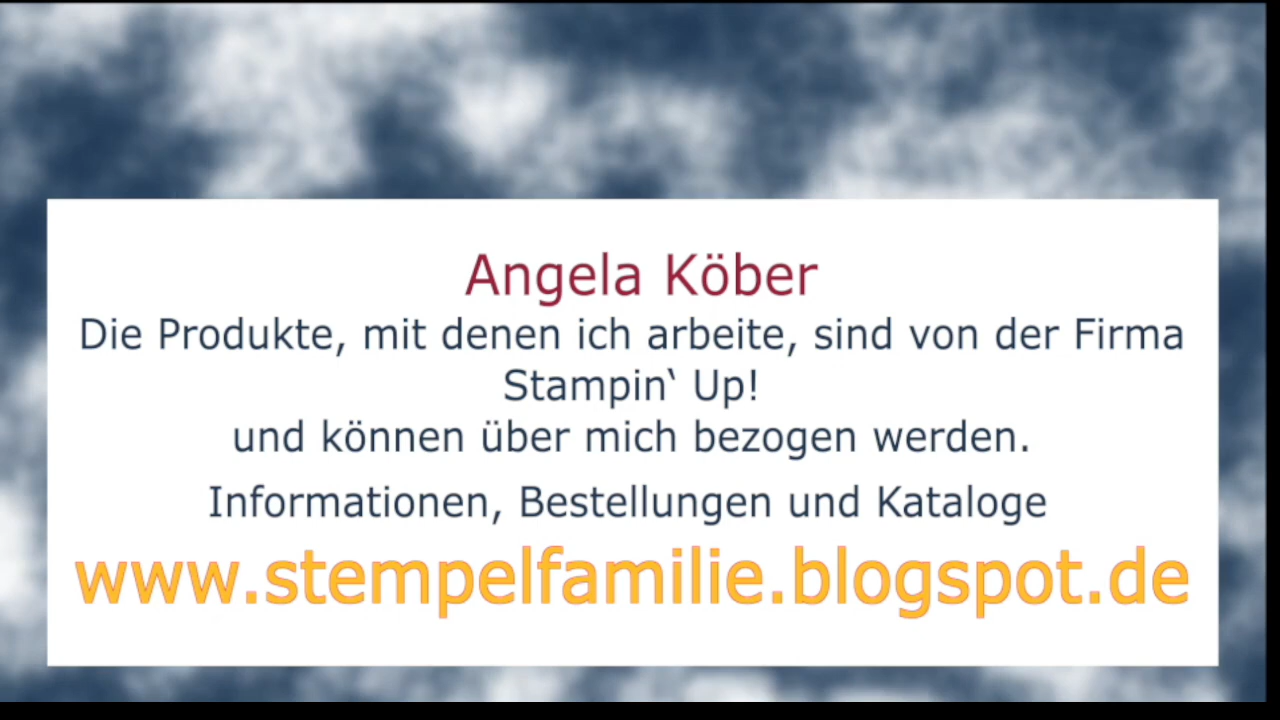 Angela Köber
Die Produkte, mit denen ich arbeite, sind von der Firma
Stampin‘ Up!
und können über mich bezogen werden.
Informationen, Bestellungen und Kataloge
www.stempelfamilie.blogspot.de